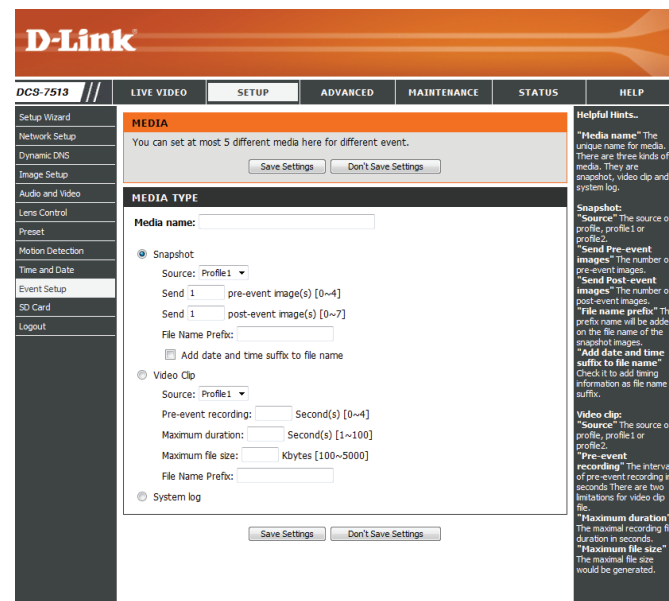 D-Link
DCS-7513 // LIVE VIDEO SETUP ADVANCED MAINTENANCE STATUS HELP
Setup Wizard
Network Setup
Dynamic DNS
Image Setup
Audio and Video
Lens Control
Preset
Motion Detection
Time and Date
Event Setup
SD Card
Logout
MEDIA
You can set at most 5 different media here for different event.
Save Settings Don't Save Settings
MEDIA TYPE
Media name:
Snapshot
Source: Profile1
Send 1 pre-event image(s) [0~4]
Send 1 post-event image(s) [0~7]
File Name Prefix:
Add date and time suffix to file name
Video Clip
Source: Profile1
Pre-event recording: Second(s) [0~4]
Maximum duration: Second(s) [1~100]
Maximum file size: Kbytes [100~5000]
File Name Prefix:
System log
Save Settings Don't Save Settings
Helpful Hints..
"Media name" The
unique name for media.
There are three kinds of
media. They are
snapshot, video clip and
system log.
Snapshot:
"Source" The source o
profile, profile1 or
profile2.
"Send Pre-event
images" The number o
pre-event images.
"Send Post-event
images" The number o
post-event images.
"File name prefix" Th
prefix name will be adde
on the file name of the
snapshot images.
"Add date and time
suffix to file name"
Check it to add timing
information as file name
suffix.
Video clip:
"Source" The source o
profile, profile1 or
profile2.
"Pre-event
recording" The interva
of pre-event recording i
seconds There are two
limitations for video clip
file.
"Maximum duration"
The maximal recording fi
duration in seconds.
"Maximum file size"
The maximal file size
would be generated.